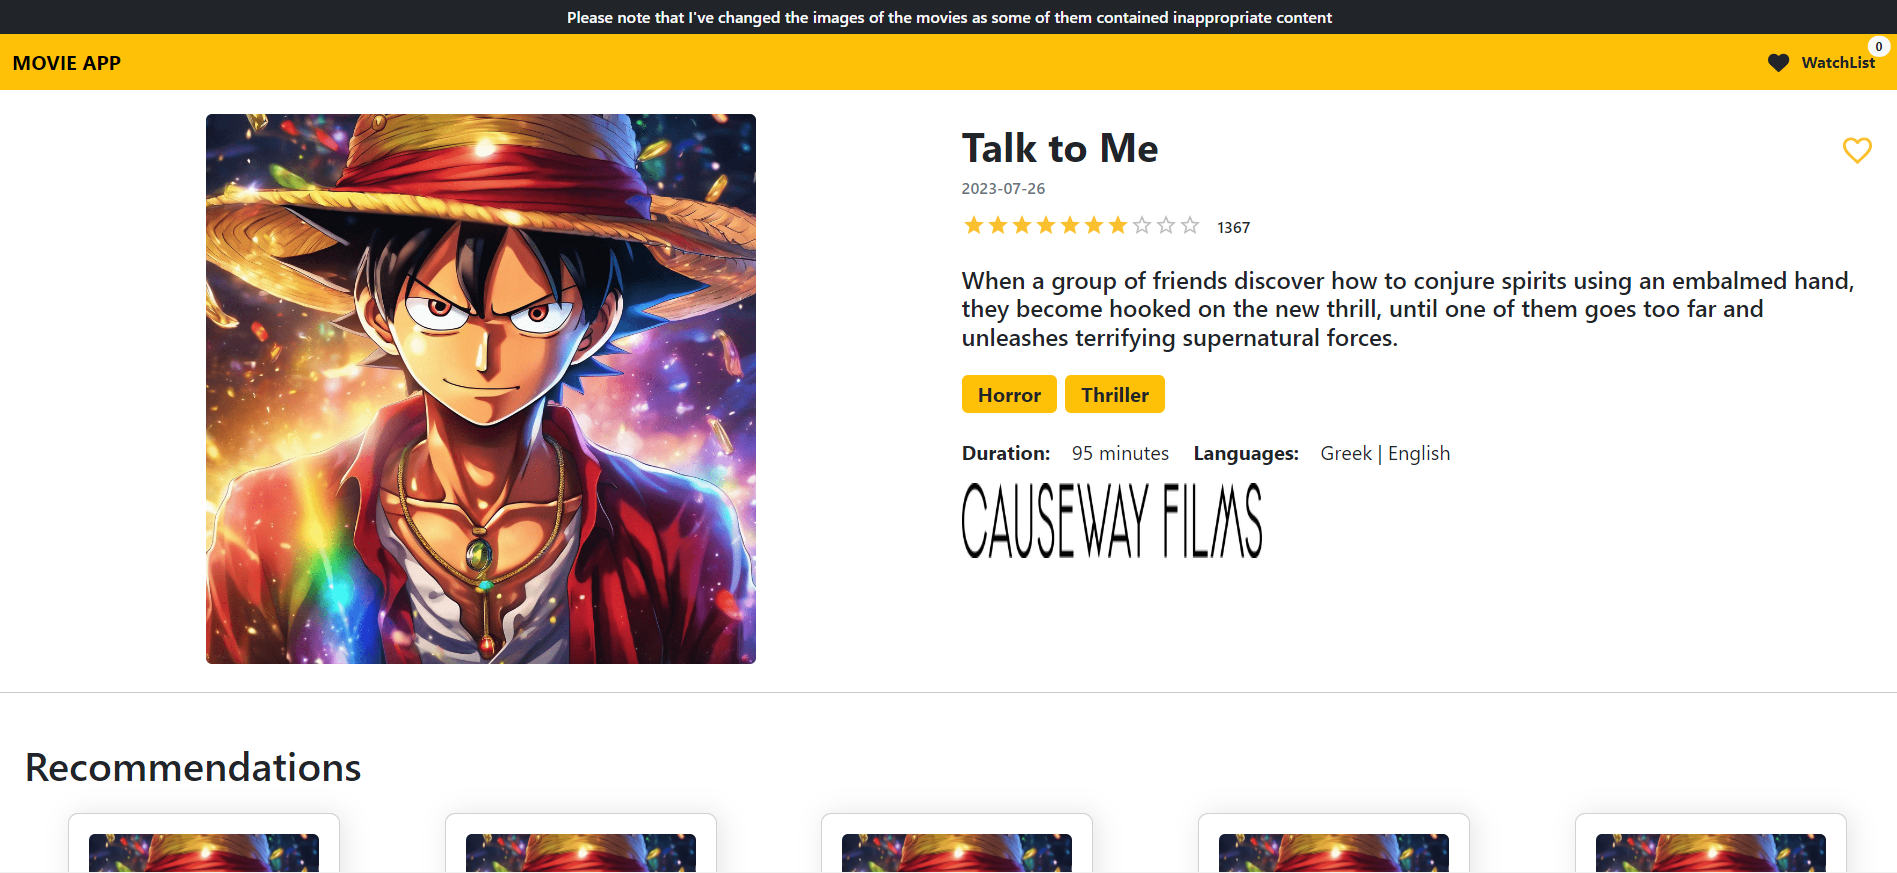 Please note that I've changed the images of the movies as some of them contained inappropriate content
MOVIE APP
WatchList
0
Talk to Me
2023-07-26
1367
When a group of friends discover how to conjure spirits using an embalmed hand,
they become hooked on the new thrill, until one of them goes too far and
unleashes terrifying supernatural forces.
Horror
Thriller
Duration: 95 minutes Languages: Greek | English
CAUSEWAY FILMS
Recommendations